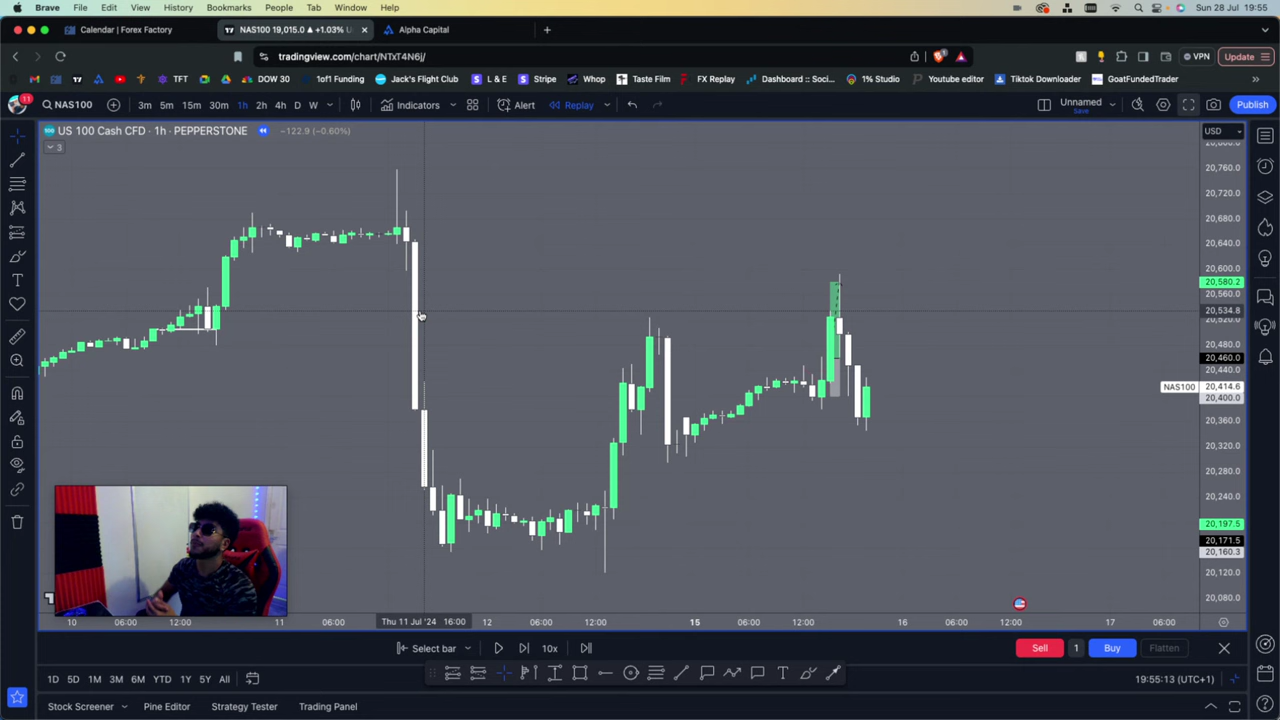 Brave File Edit View History Bookmarks People Tab Window Help Sun 28 Jul 19:55
Calendar | Forex Factory NAS100 19,015.0 ▲ +1.03% U Alpha Capital
tradingview.com/chart/NTxT4N6j/ VPN Update
TFT DOW 30 1of1 Funding Jack's Flight Club L & E Stripe Whop Taste Film FX Replay Dashboard :: Soci... 1% Studio Youtube editor Tiktok Downloader GoatFundedTrader
11 NAS100 3m 5m 15m 30m 1h 2h 4h D W Indicators Alert Replay Unnamed Save Publish
US 100 Cash CFD · 1h · PEPPERSTONE −122.9 (−0.60%) USD
3
20,760.0
20,720.0
20,680.0
20,640.0
20,600.0
20,580.2
20,560.0
20,534.8
20,520.0
20,480.0
20,460.0
20,440.0
NAS100 20,414.6
20,400.0
20,360.0
20,320.0
20,280.0
20,240.0
20,197.5
20,171.5
20,160.3
20,120.0
20,080.0
10 06:00 12:00 11 06:00 Thu 11 Jul '24 16:00 12 06:00 12:00 15 06:00 12:00 16 06:00 12:00 17 06:00
Select bar 10x Sell 1 Buy Flatten
1D 5D 1M 3M 6M YTD 1Y 5Y All 19:55:13 (UTC+1)
Stock Screener Pine Editor Strategy Tester Trading Panel